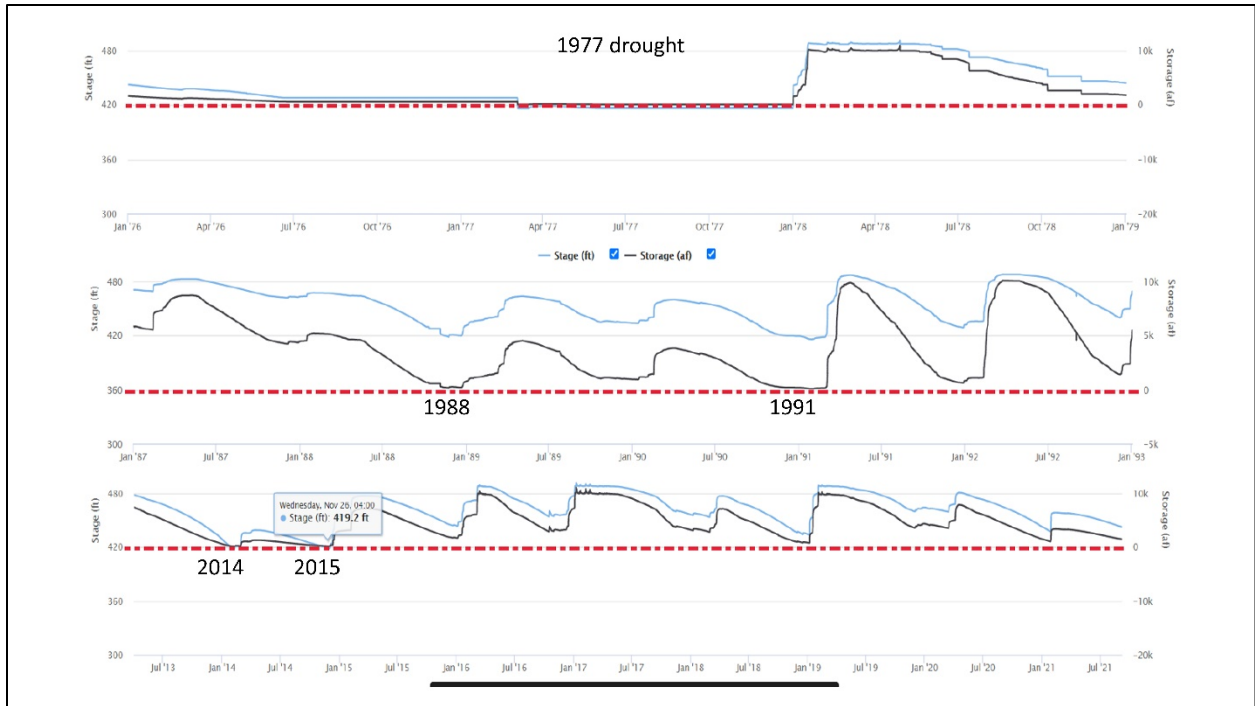 1977 drought
Stage (ft)
480
420
360
300
10k
0
-10k
-20k
Storage (af)
Jan '76 Apr '76 Jul '76 Oct '76 Jan '77 Apr '77 Jul '77 Oct '77 Jan '78 Apr '78 Jul '78 Oct '78 Jan '79
Stage (ft) Storage (af)
Stage (ft)
480
420
360
300
10k
5k
0
-5k
Storage (af)
1988 1991
Jan '87 Jul '87 Jan '88 Jul '88 Jan '89 Jul '89 Jan '90 Jul '90 Jan '91 Jul '91 Jan '92 Jul '92 Jan '93
Stage (ft)
480
420
360
300
10k
0
-10k
-20k
Storage (af)
Wednesday, Nov 26, 04:00
Stage (ft): 419.2 ft
2014 2015
Jul '13 Jan '14 Jul '14 Jan '15 Jul '15 Jan '16 Jul '16 Jan '17 Jul '17 Jan '18 Jul '18 Jan '19 Jul '19 Jan '20 Jul '20 Jan '21 Jul '21